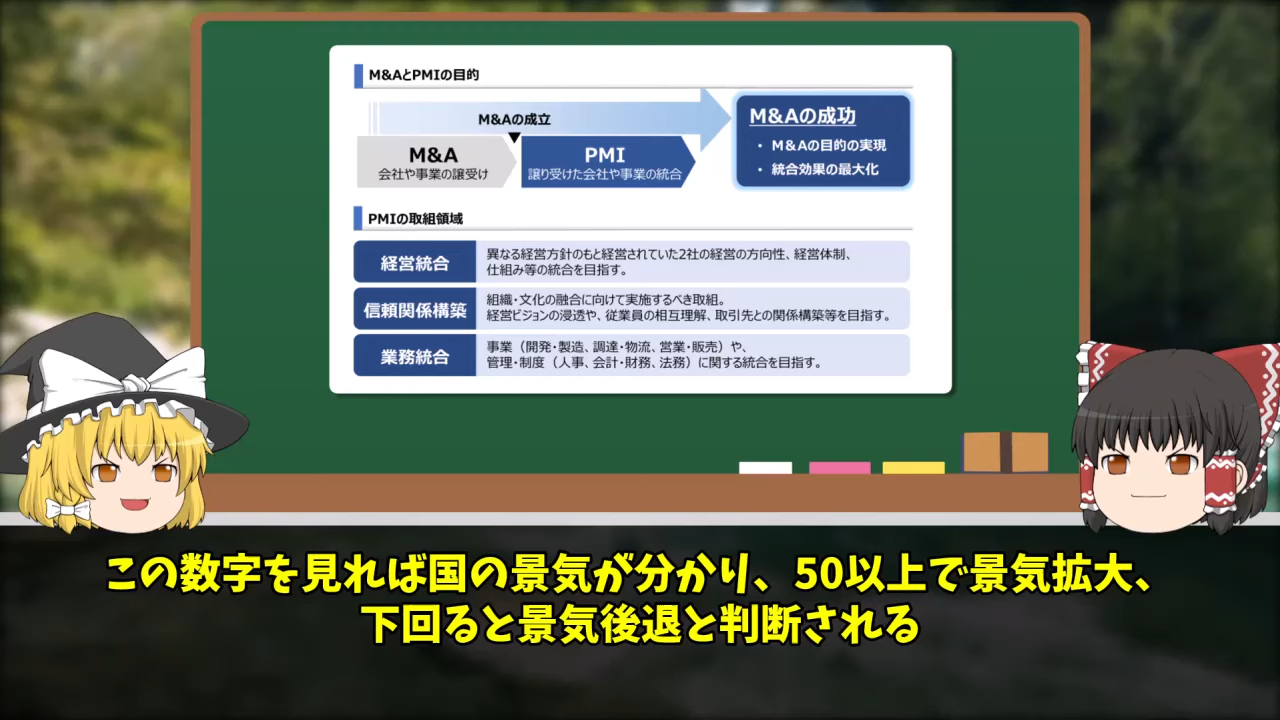 M&AとPMIの目的
M&Aの成立
M&A
会社や事業の譲受け
PMI
譲り受けた会社や事業の統合
M&Aの成功
・ M&Aの目的の実現
・ 統合効果の最大化
PMIの取組領域
経営統合
異なる経営方針のもと経営されていた2社の経営の方向性、経営体制、
仕組み等の統合を目指す。
信頼関係構築
組織・文化の融合に向けて実施するべき取組。
経営ビジョンの浸透や、従業員の相互理解、取引先との関係構築等を目指す。
業務統合
事業（開発・製造、調達・物流、営業・販売）や、
管理・制度（人事、会計・財務、法務）に関する統合を目指す。
この数字を見れば国の景気が分かり、50以上で景気拡大、
下回ると景気後退と判断される